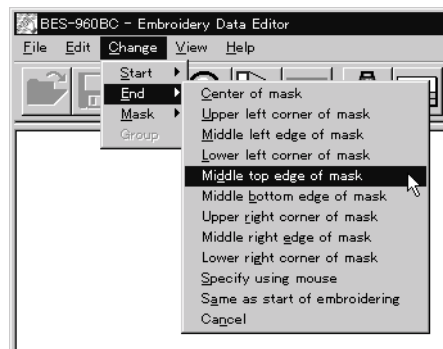 BES-960BC - Embroidery Data Editor
File Edit Change View Help
Start
End
Mask
Group
Center of mask
Upper left corner of mask
Middle left edge of mask
Lower left corner of mask
Middle top edge of mask
Middle bottom edge of mask
Upper right corner of mask
Middle right edge of mask
Lower right corner of mask
Specify using mouse
Same as start of embroidering
Cancel